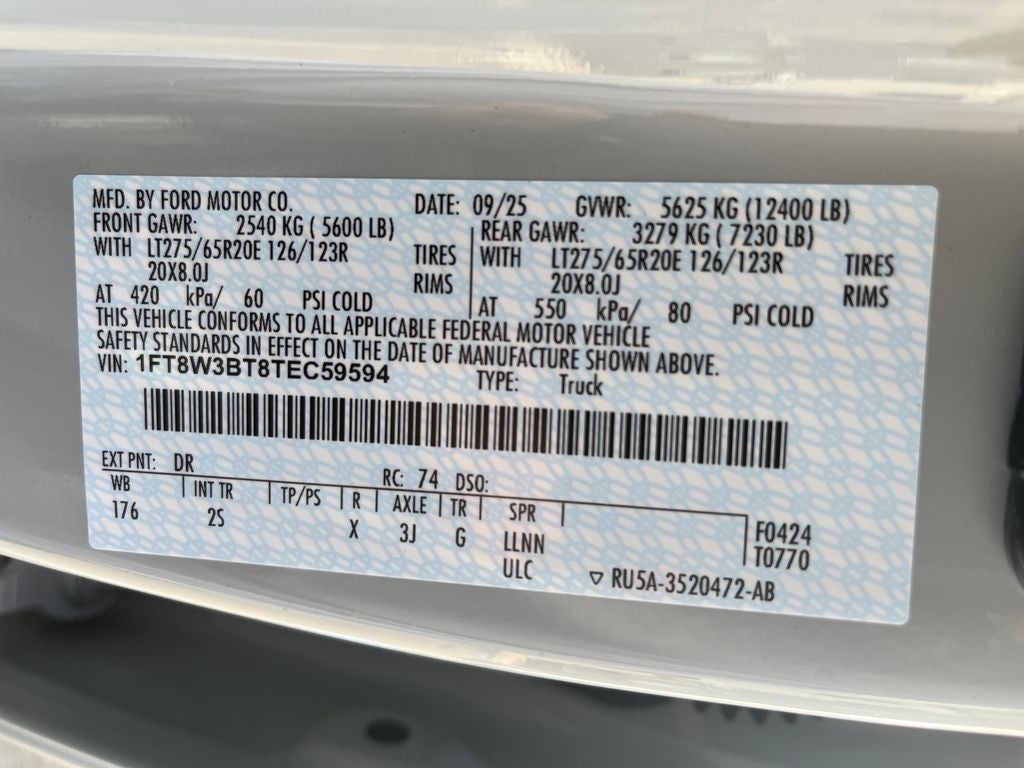 MFD. BY FORD MOTOR CO. DATE: 09/25 GVWR: 5625 KG (12400 LB)
FRONT GAWR: 2540 KG ( 5600 LB) REAR GAWR: 3279 KG ( 7230 LB)
WITH LT275/65R20E 126/123R TIRES WITH LT275/65R20E 126/123R TIRES
20X8.0J RIMS 20X8.0J RIMS
AT 420 kPa/ 60 PSI COLD AT 550 kPa/ 80 PSI COLD
THIS VEHICLE CONFORMS TO ALL APPLICABLE FEDERAL MOTOR VEHICLE
SAFETY STANDARDS IN EFFECT ON THE DATE OF MANUFACTURE SHOWN ABOVE.
VIN: 1FT8W3BT8TEC59594 TYPE: Truck
EXT PNT: DR RC: 74 DSO:
WB INT TR TP/PS R AXLE TR SPR
176 2S X 3J G LLNN F0424
ULC T0770
▽ RU5A-3520472-AB